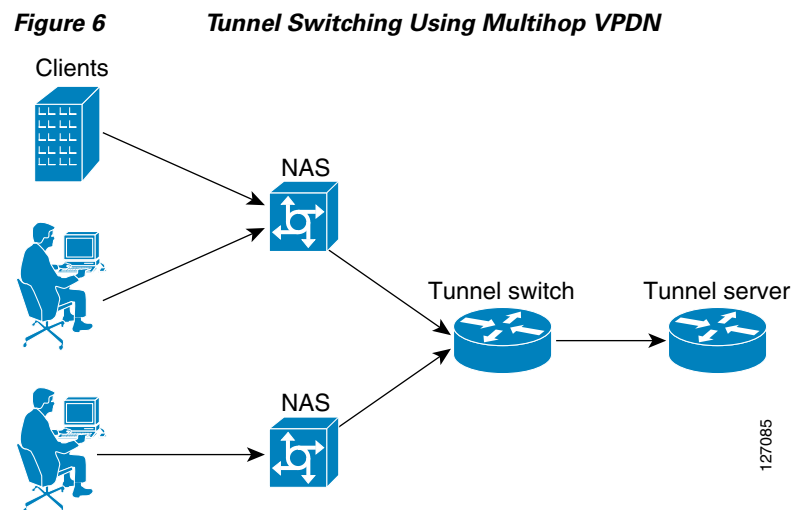 Figure 6 Tunnel Switching Using Multihop VPDN
Clients
NAS
Tunnel switch
Tunnel server
NAS
127085